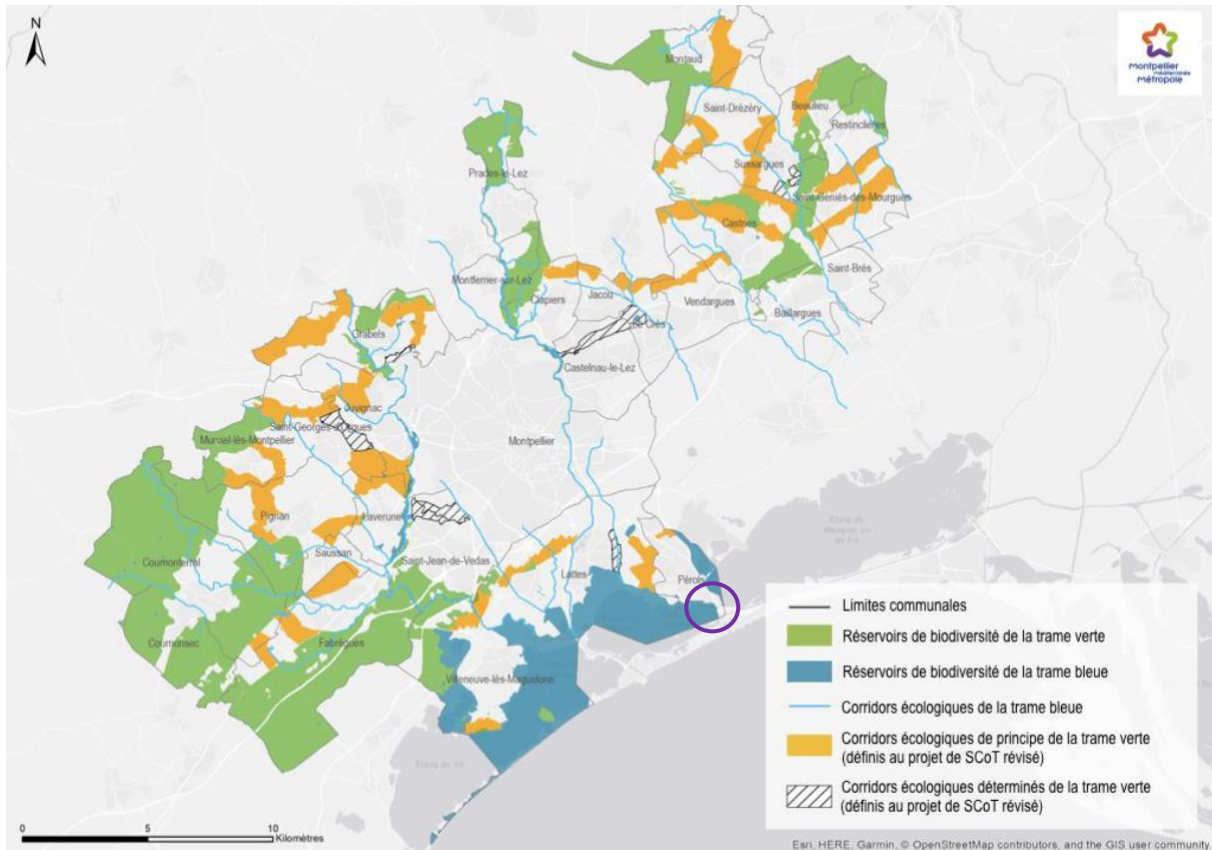 N
montpellier
méditerranée
métropole
Montaud
Saint-Drézéry
Beaulieu
Restinclières
Sussargues
Prades-le-Lez
Saint-Geniès-des-Mourgues
Castries
Saint-Brès
Montferrier-sur-Lez
Clapiers
Jacou
Vendargues
Baillargues
Le Crès
Grabels
Castelnau-le-Lez
Juvignac
Saint-Georges-d'Orques
Murviel-lès-Montpellier
Montpellier
Pignan
Lavérune
Cournonterral
Saussan
Saint-Jean-de-Vedas
Lattes
Pérols
Cournonsec
Fabrègues
Villeneuve-lès-Maguelone
Limites communales
Réservoirs de biodiversité de la trame verte
Réservoirs de biodiversité de la trame bleue
Corridors écologiques de la trame bleue
Corridors écologiques de principe de la trame verte
(définis au projet de SCoT révisé)
Corridors écologiques déterminés de la trame verte
(définis au projet de SCoT révisé)
0 5 10
Kilomètres
Esri, HERE, Garmin, © OpenStreetMap contributors, and the GIS user community